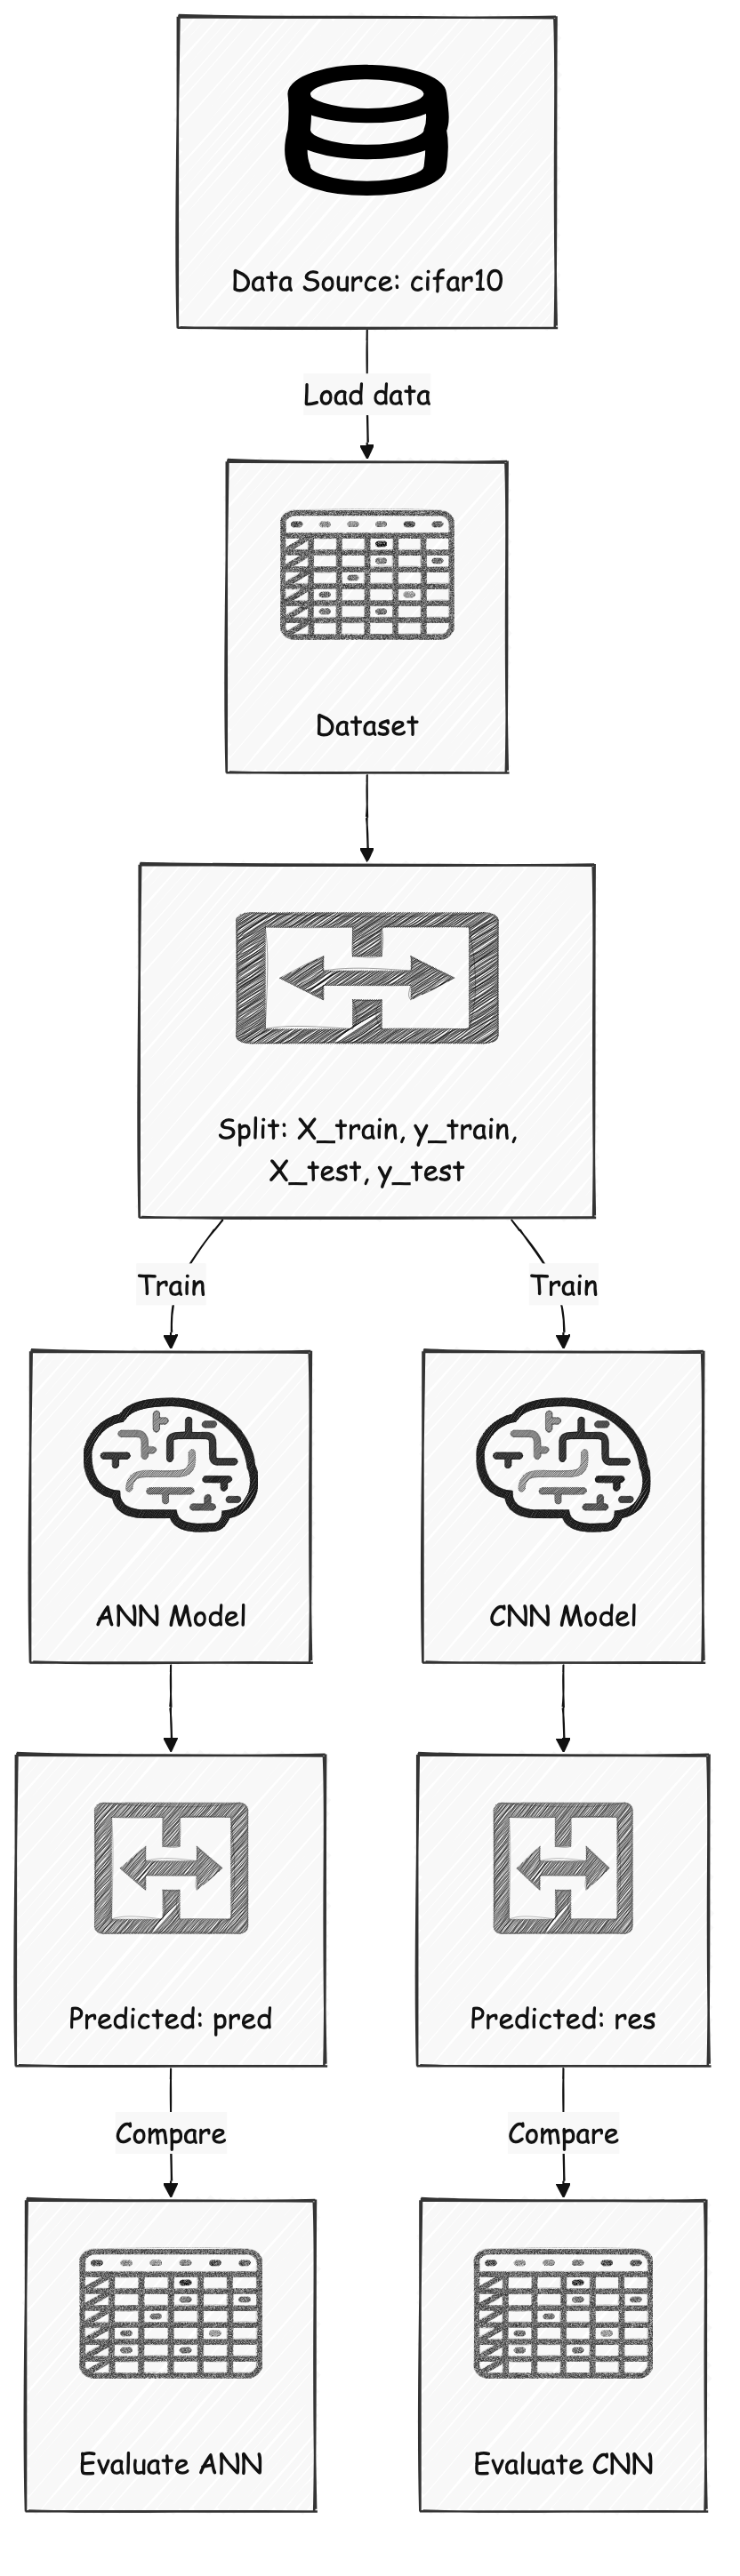 Data Source: cifar10
Load data
Dataset
Split: X_train, y_train,
X_test, y_test
Train
Train
ANN Model
CNN Model
Predicted: pred
Predicted: res
Compare
Compare
Evaluate ANN
Evaluate CNN